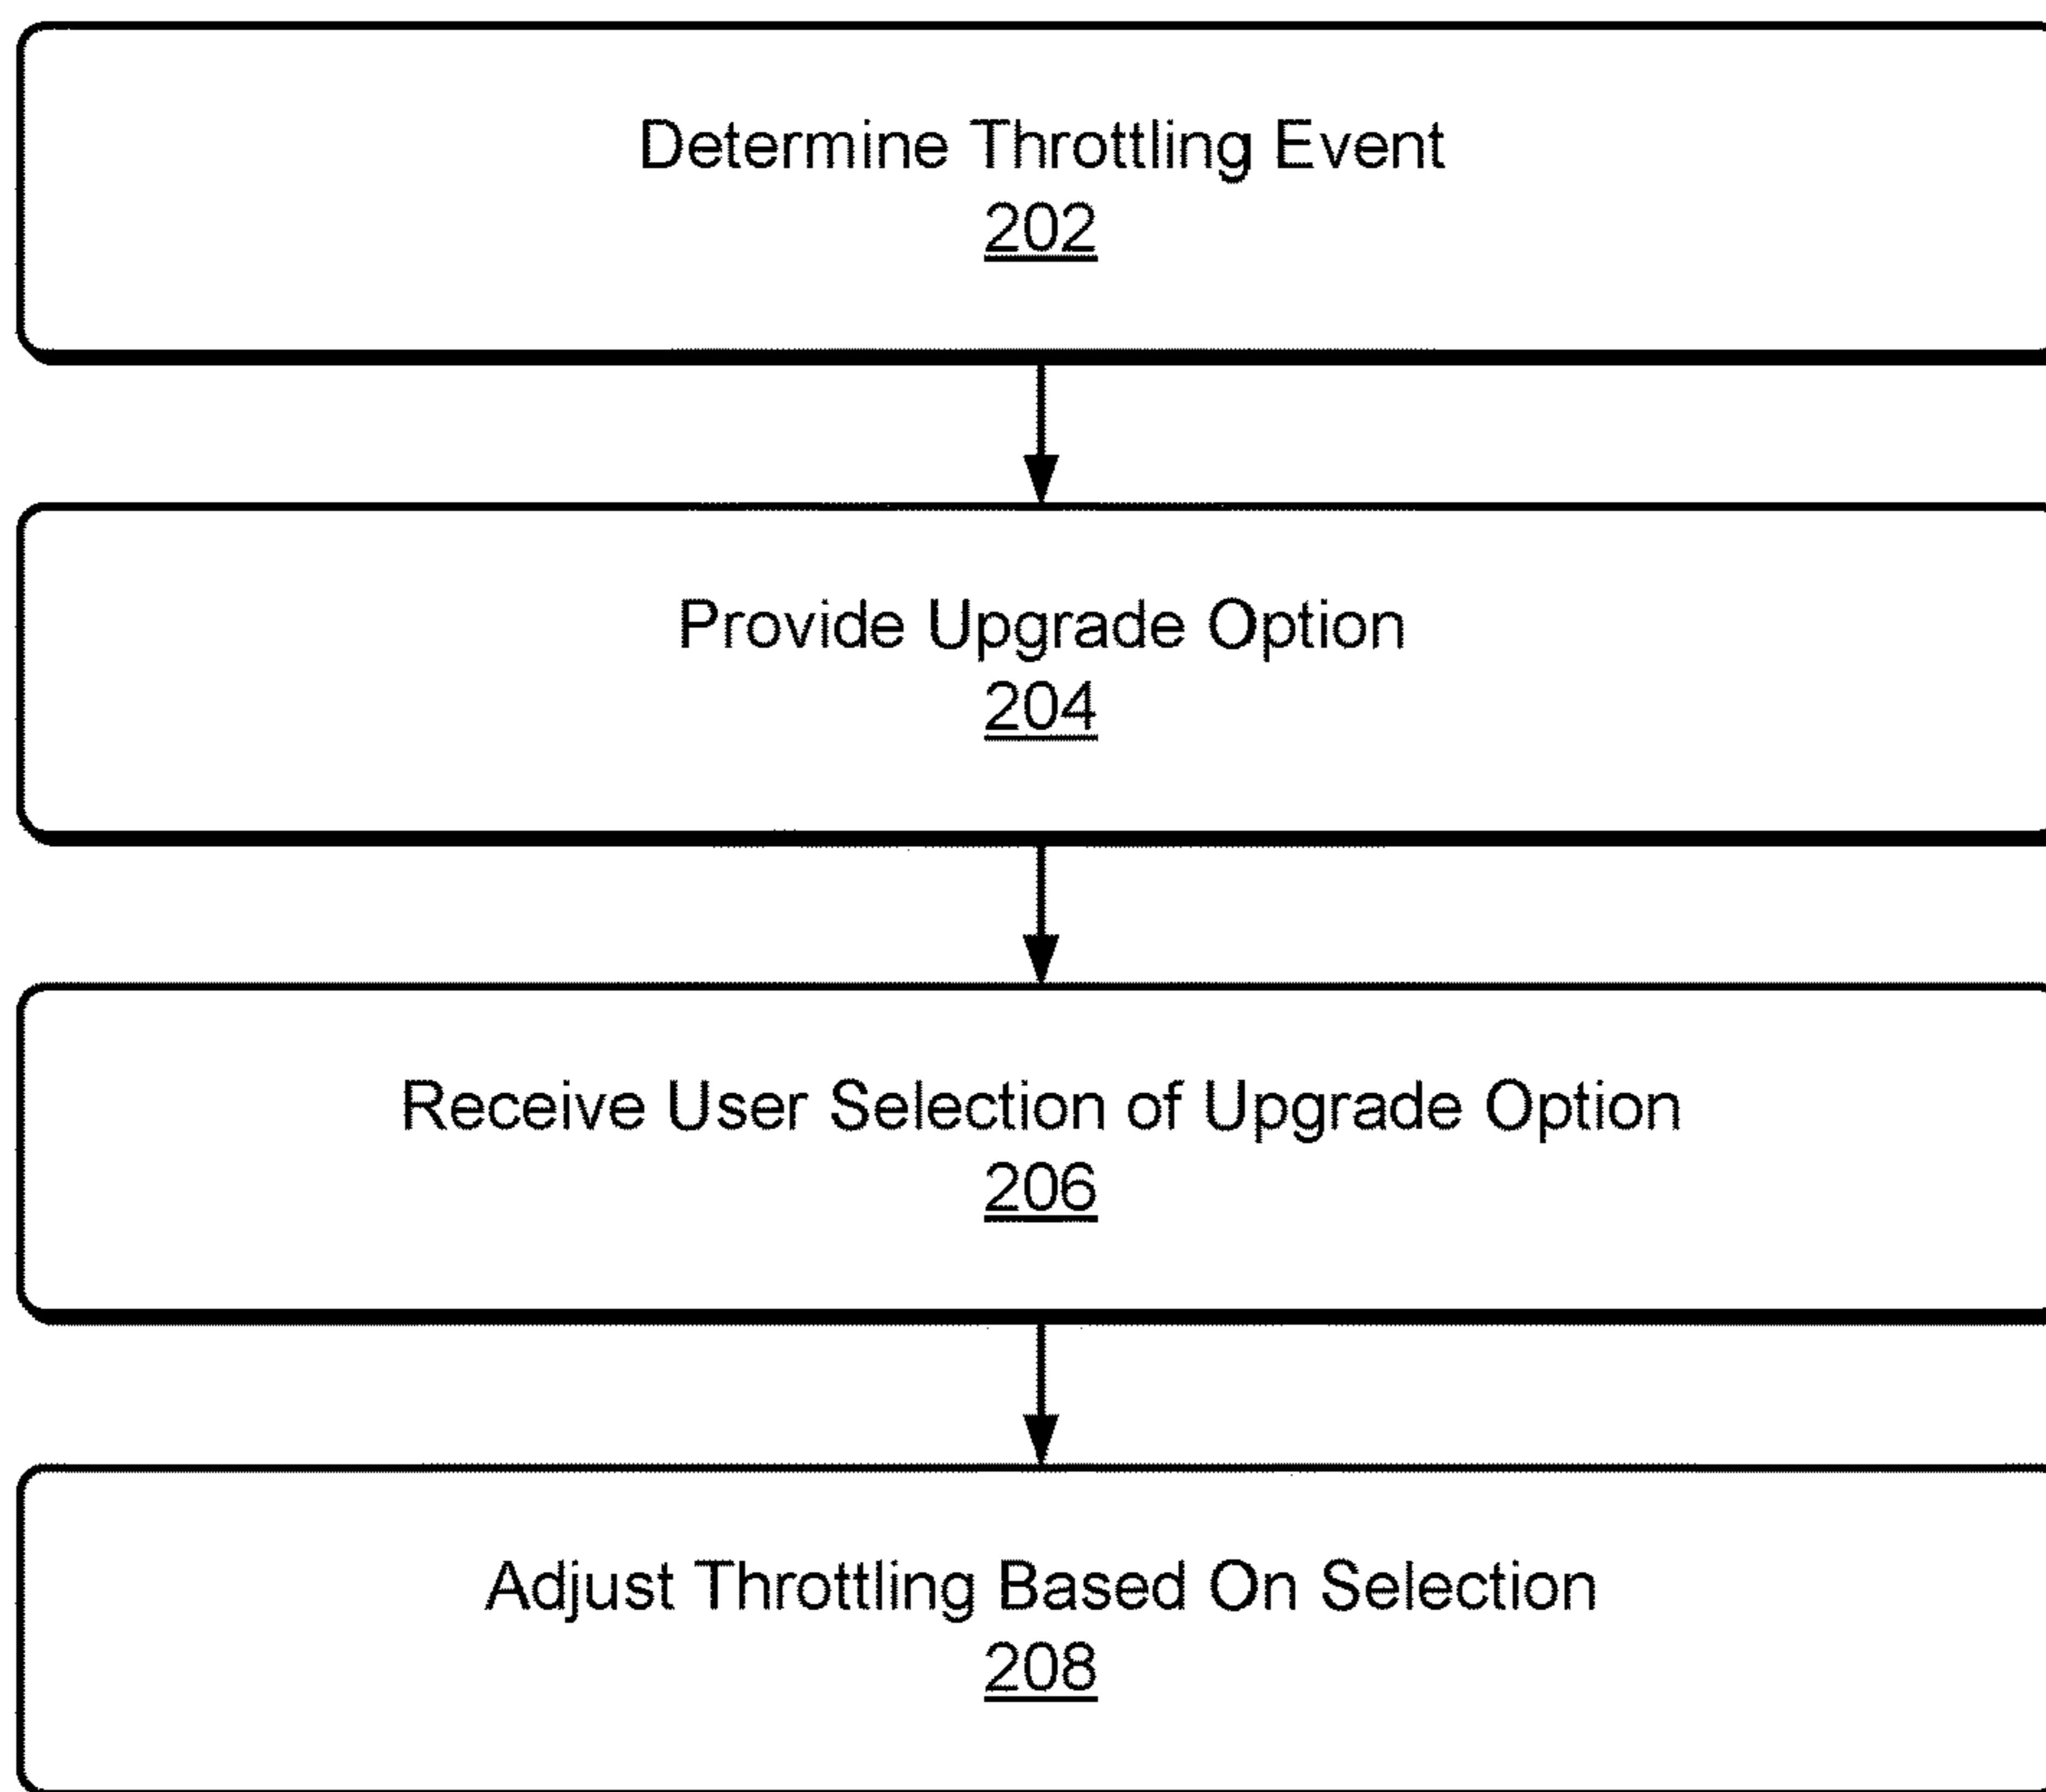 Determine Throttling Event
202
Provide Upgrade Option
204
Receive User Selection of Upgrade Option
206
Adjust Throttling Based On Selection
208